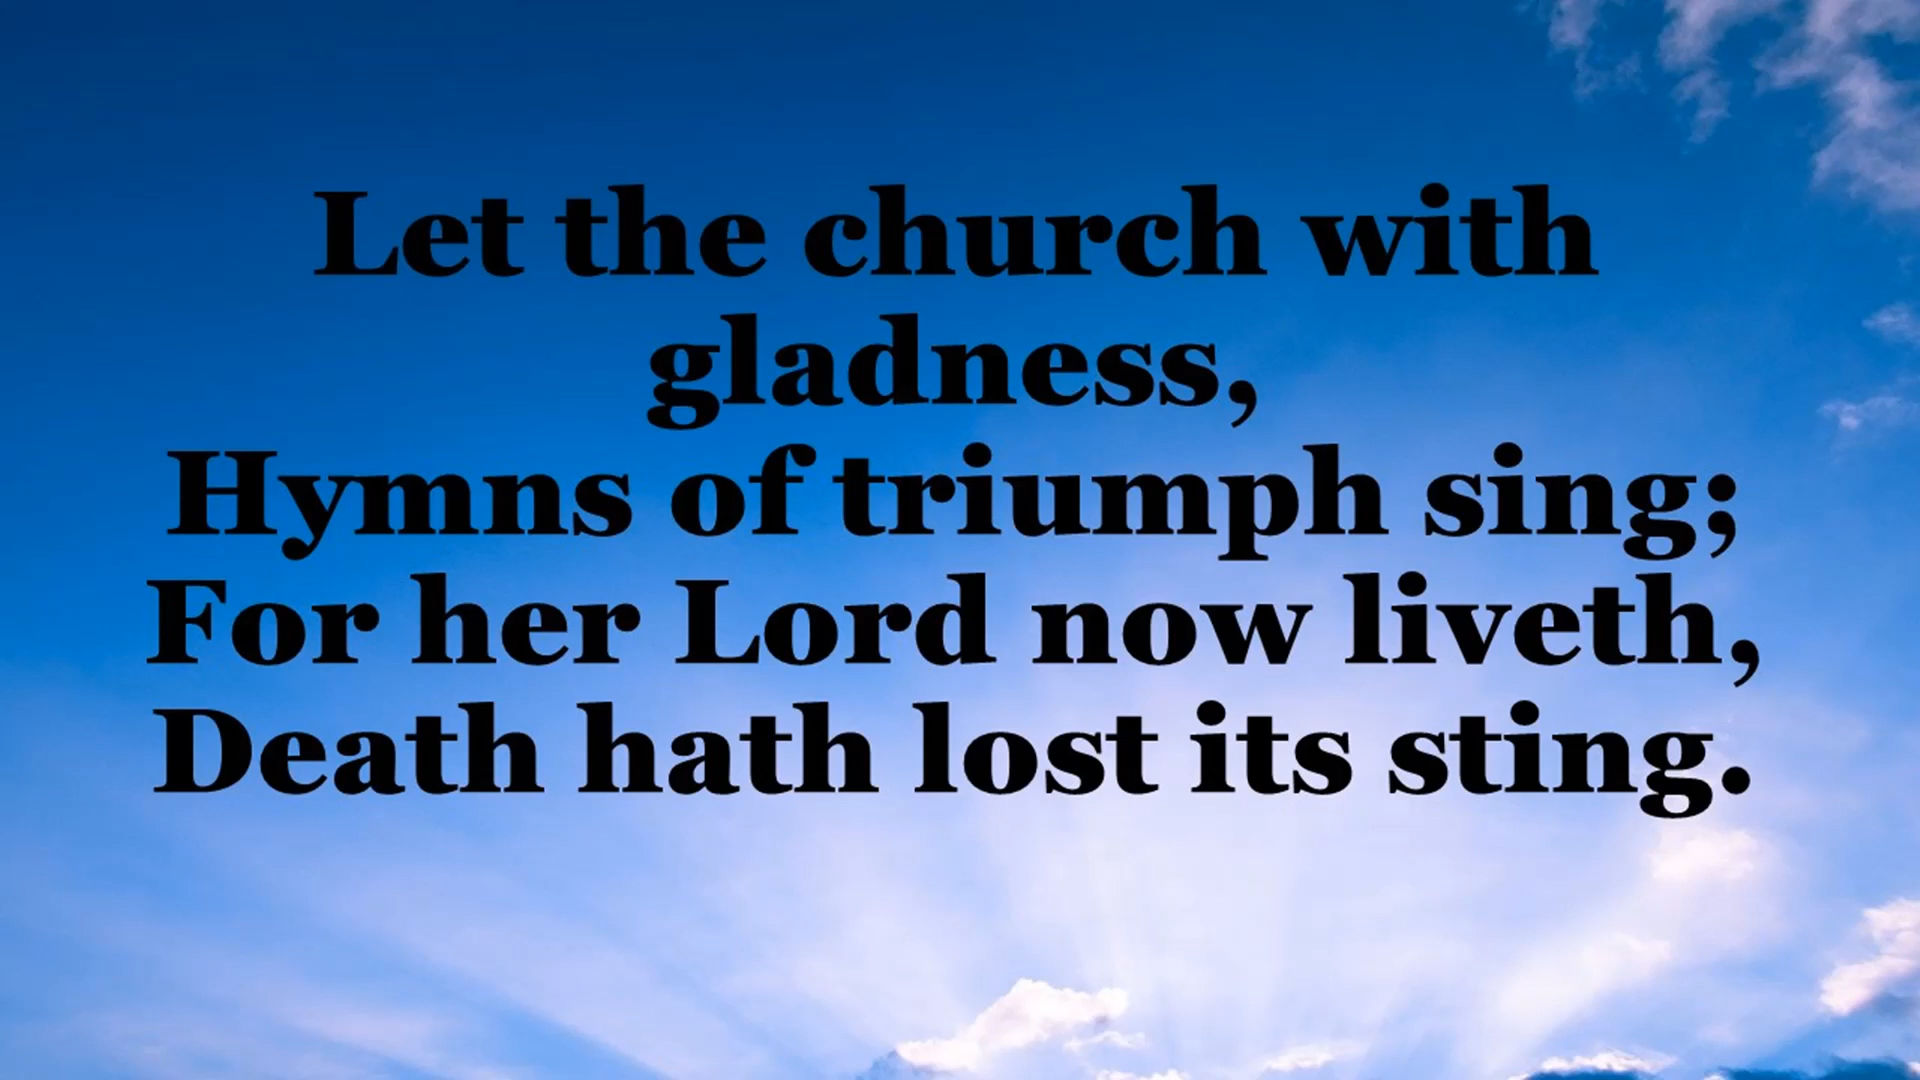 Let the church with
gladness,
Hymns of triumph sing;
For her Lord now liveth,
Death hath lost its sting.